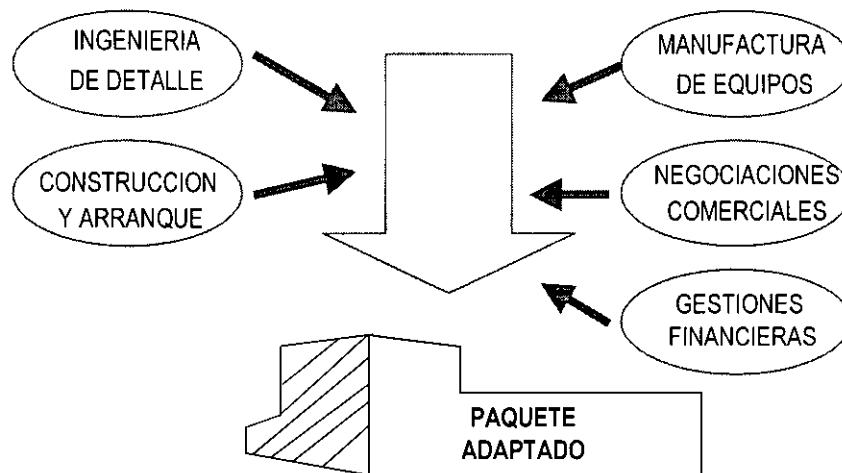 INGENIERIA
DE DETALLE
MANUFACTURA
DE EQUIPOS
CONSTRUCCION
Y ARRANQUE
NEGOCIACIONES
COMERCIALES
GESTIONES
FINANCIERAS
PAQUETE
ADAPTADO